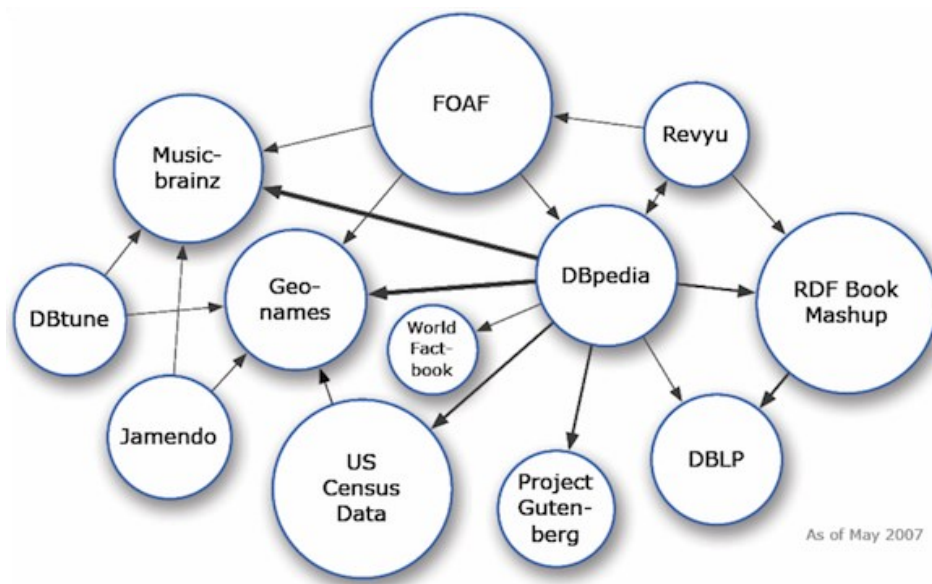 FOAF
Revyu
Music-
brainz
DBpedia
RDF Book
Mashup
Geo-
names
DBtune
World
Fact-
book
Jamendo
US
Census
Data
Project
Guten-
berg
DBLP
As of May 2007